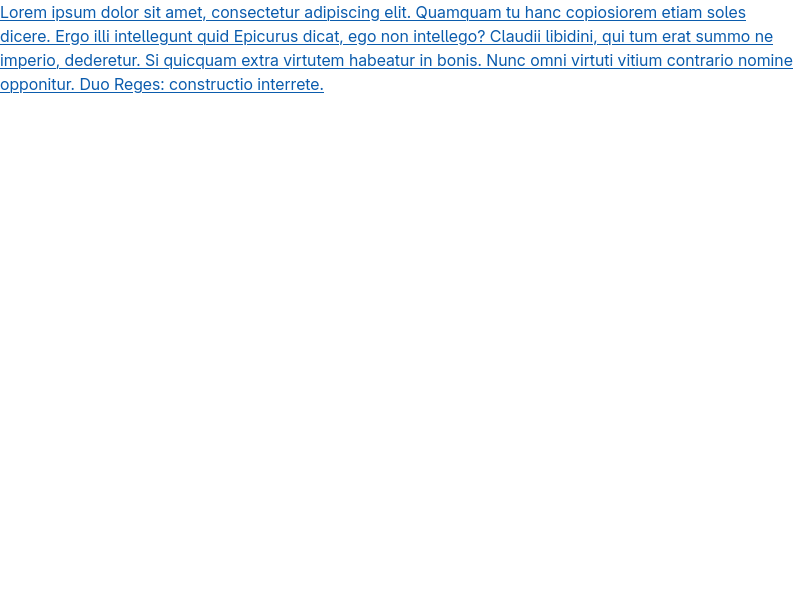 Lorem ipsum dolor sit amet, consectetur adipiscing elit. Quamquam tu hanc copiosiorem etiam soles
dicere. Ergo illi intellegunt quid Epicurus dicat, ego non intellego? Claudii libidini, qui tum erat summo ne
imperio, dederetur. Si quicquam extra virtutem habeatur in bonis. Nunc omni virtuti vitium contrario nomine
opponitur. Duo Reges: constructio interrete.